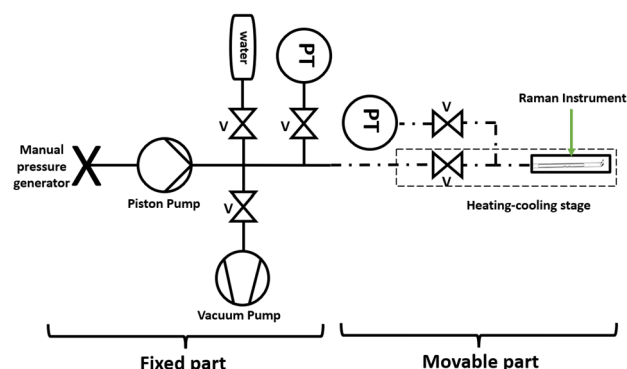 water
PT
PT
V
V
V
V
V
Raman Instrument
Manual
pressure
generator
Piston Pump
Heating-cooling stage
Vacuum Pump
Fixed part
Movable part